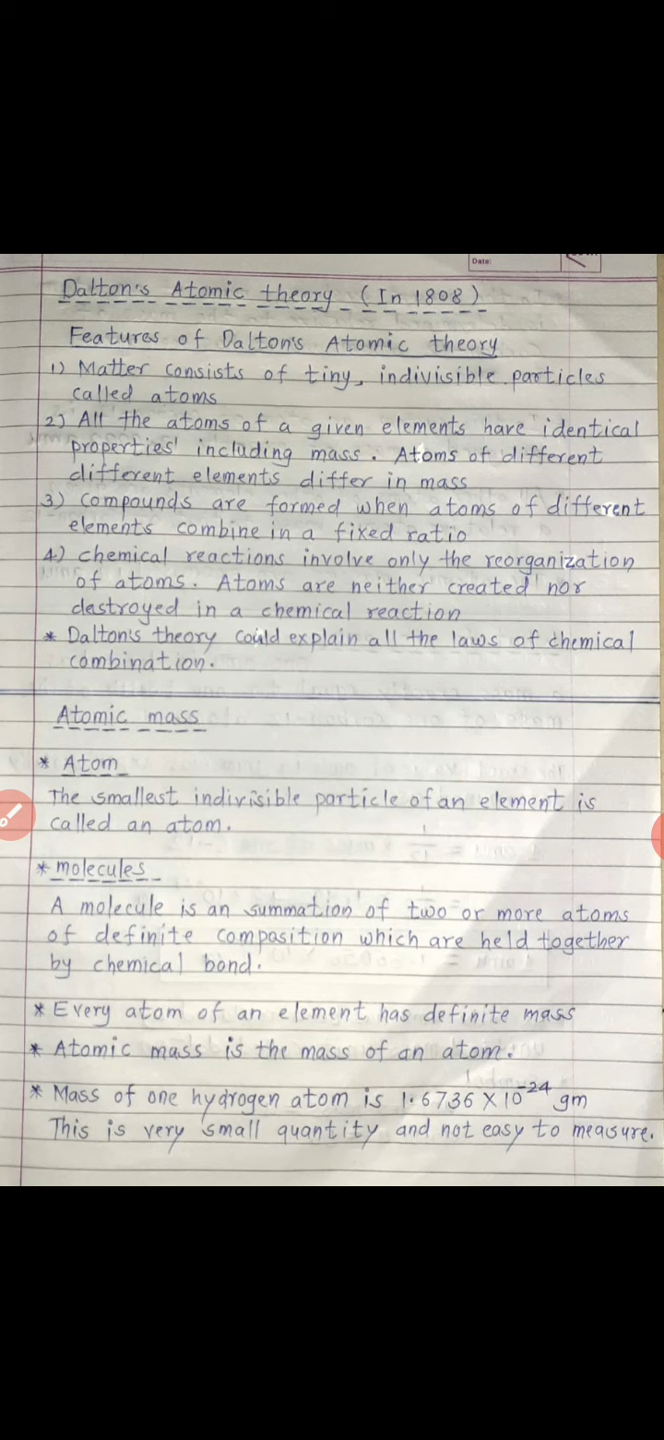 Date:
Dalton's Atomic theory (In 1808)
Features of Dalton's Atomic theory
1) Matter consists of tiny, indivisible particles
called atoms
2) All the atoms of a given elements have identical
properties including mass. Atoms of different
different elements differ in mass
3) compounds are formed when atoms of different
elements combine in a fixed ratio
4) chemical reactions involve only the reorganization
of atoms. Atoms are neither created nor
destroyed in a chemical reaction
* Dalton's theory could explain all the laws of chemical
combination.
Atomic mass
* Atom
The smallest indivisible particle of an element is
called an atom.
* molecules
A molecule is an summation of two or more atoms
of definite composition which are held together
by chemical bond.
* Every atom of an element has definite mass
* Atomic mass is the mass of an atom.
* Mass of one hydrogen atom is 1.6736 X 10⁻²⁴ gm
This is very small quantity and not easy to measure.